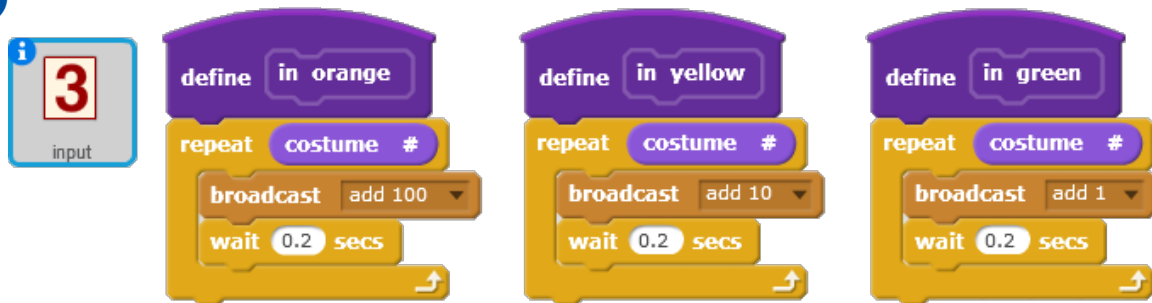 i
3
input
define in orange
repeat costume #
broadcast add 100
wait 0.2 secs
define in yellow
repeat costume #
broadcast add 10
wait 0.2 secs
define in green
repeat costume #
broadcast add 1
wait 0.2 secs